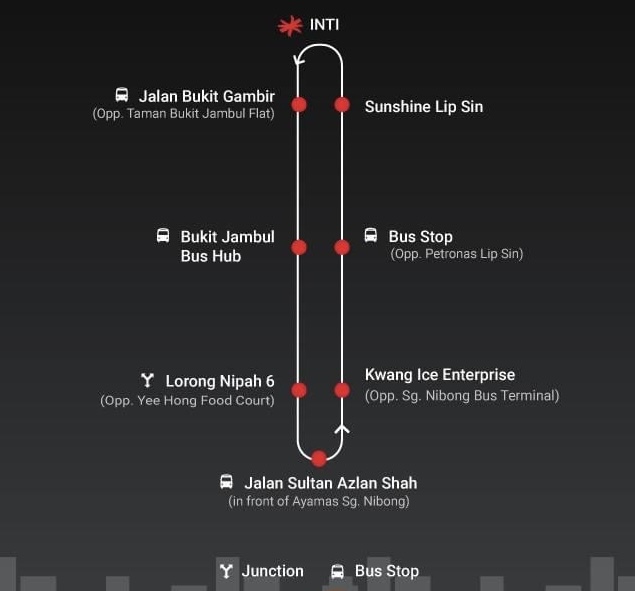 INTI
Jalan Bukit Gambir
(Opp. Taman Bukit Jambul Flat)
Sunshine Lip Sin
Bukit Jambul
Bus Hub
Bus Stop
(Opp. Petronas Lip Sin)
Lorong Nipah 6
(Opp. Yee Hong Food Court)
Kwang Ice Enterprise
(Opp. Sg. Nibong Bus Terminal)
Jalan Sultan Azlan Shah
(in front of Ayamas Sg. Nibong)
Junction
Bus Stop